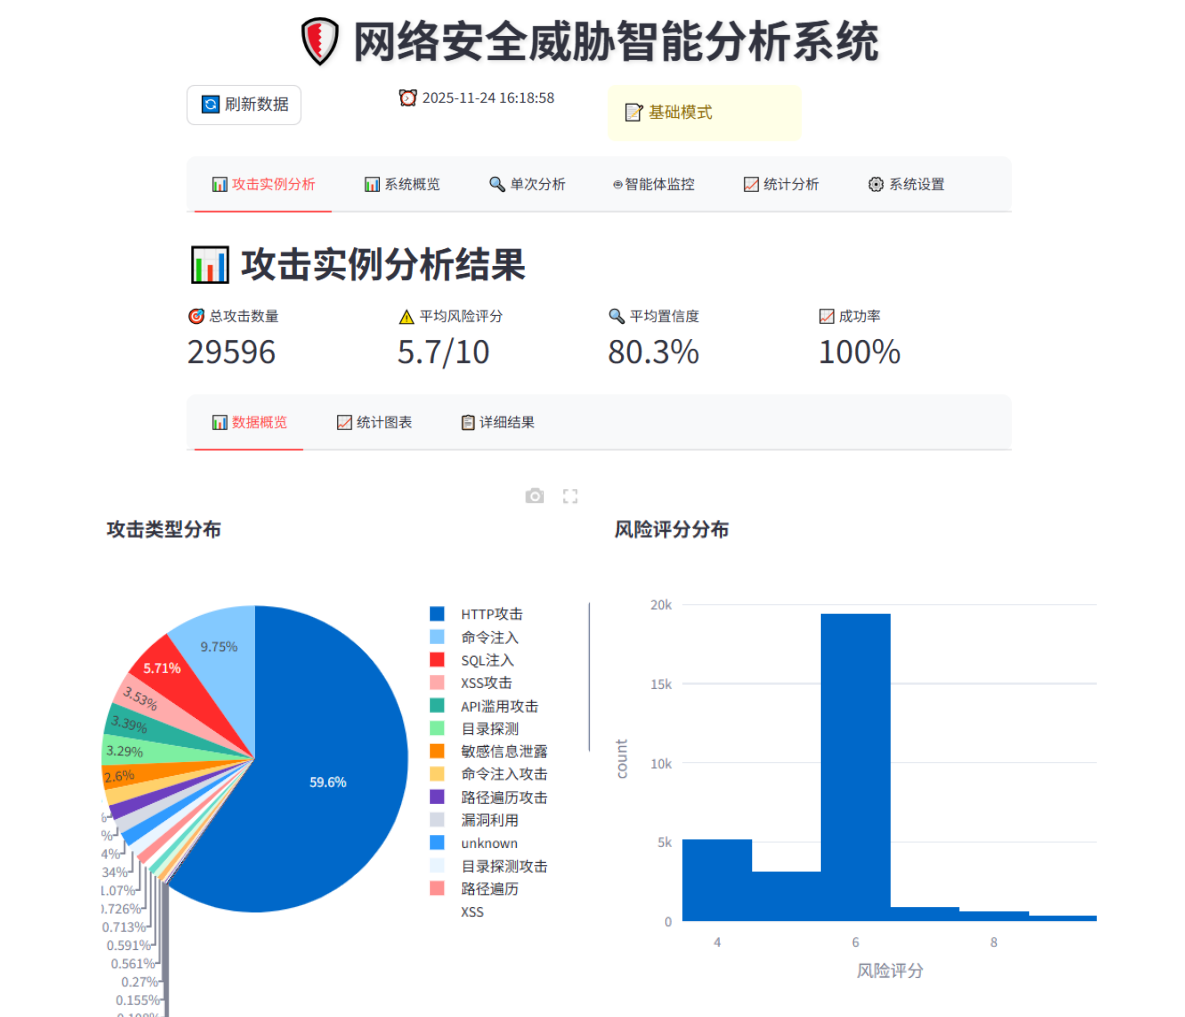 网络安全威胁智能分析系统
刷新数据
2025-11-24 16:18:58
基础模式
攻击实例分析
系统概览
单次分析
智能体监控
统计分析
系统设置
攻击实例分析结果
总攻击数量
平均风险评分
平均置信度
成功率
29596
5.7/10
80.3%
100%
数据概览
统计图表
详细结果
攻击类型分布
9.75%
5.71%
3.53%
3.39%
3.29%
2.6%
59.6%
%
%
4%
34%
1.07%
0.726%
0.713%
0.591%
0.561%
0.27%
0.155%
HTTP攻击
命令注入
SQL注入
XSS攻击
API滥用攻击
目录探测
敏感信息泄露
命令注入攻击
路径遍历攻击
漏洞利用
unknown
目录探测攻击
路径遍历
XSS
风险评分分布
20k
15k
10k
5k
0
count
4
6
8
风险评分